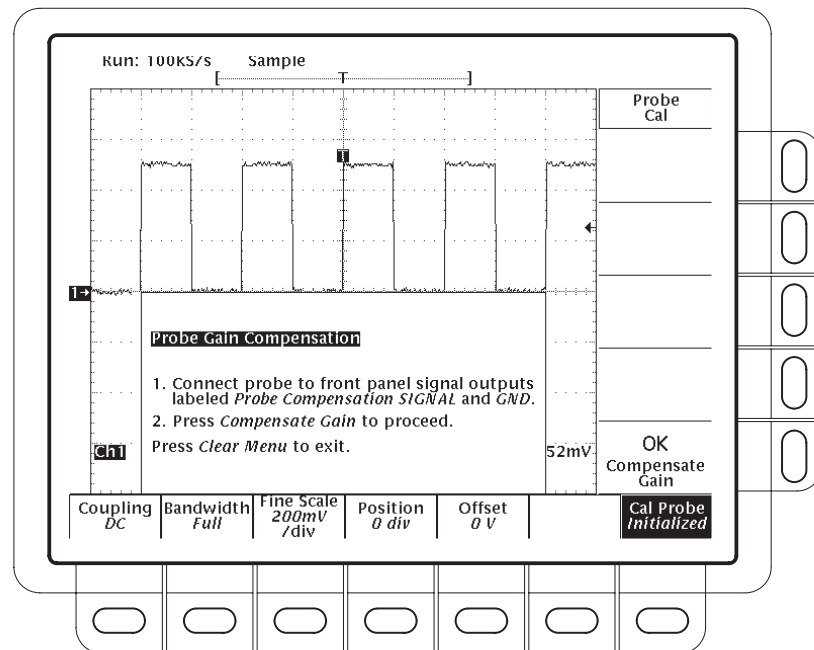 Run: 100kS/s Sample
T
Probe
Cal
T
1→
Probe Gain Compensation
1. Connect probe to front panel signal outputs
labeled Probe Compensation SIGNAL and GND.
2. Press Compensate Gain to proceed.
Press Clear Menu to exit.
Ch1
52mV
OK
Compensate
Gain
Coupling
DC
Bandwidth
Full
Fine Scale
200mV
/div
Position
0 div
Offset
0 V
Cal Probe
Initialized